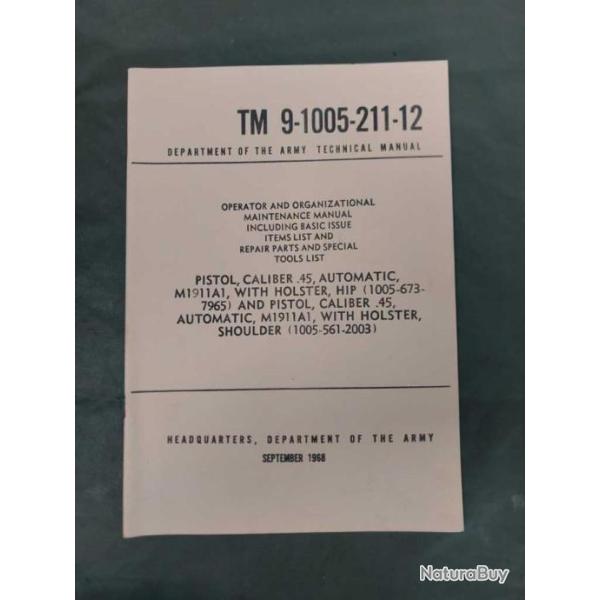 TM 9-1005-211-12
DEPARTMENT OF THE ARMY TECHNICAL MANUAL
OPERATOR AND ORGANIZATIONAL
MAINTENANCE MANUAL
INCLUDING BASIC ISSUE
ITEMS LIST AND
REPAIR PARTS AND SPECIAL
TOOLS LIST
PISTOL, CALIBER .45, AUTOMATIC,
M1911A1, WITH HOLSTER, HIP (1005-673-
7965) AND PISTOL, CALIBER .45,
AUTOMATIC, M1911A1, WITH HOLSTER,
SHOULDER (1005-561-2003)
HEADQUARTERS, DEPARTMENT OF THE ARMY
SEPTEMBER 1968
NaturaBuy